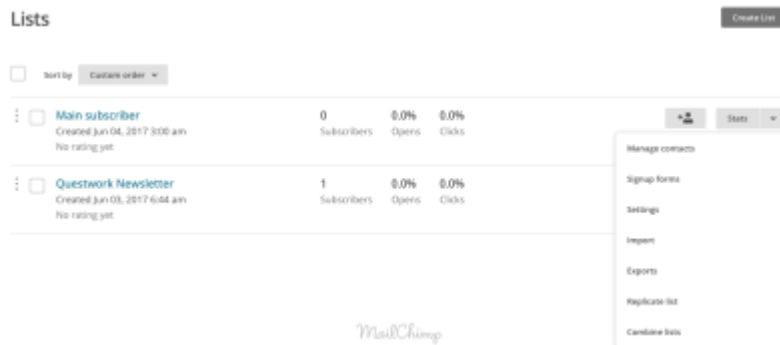 Lists
Create List
Sort by Custom order
Main subscriber
Created Jun 04, 2017 3:00 am
No rating yet
0
Subscribers
0.0%
Opens
0.0%
Clicks
Stats
Questwork Newsletter
Created Jun 03, 2017 6:44 am
No rating yet
1
Subscribers
0.0%
Opens
0.0%
Clicks
Manage contacts
Signup forms
Settings
Import
Exports
Replicate list
Combine lists
MailChimp